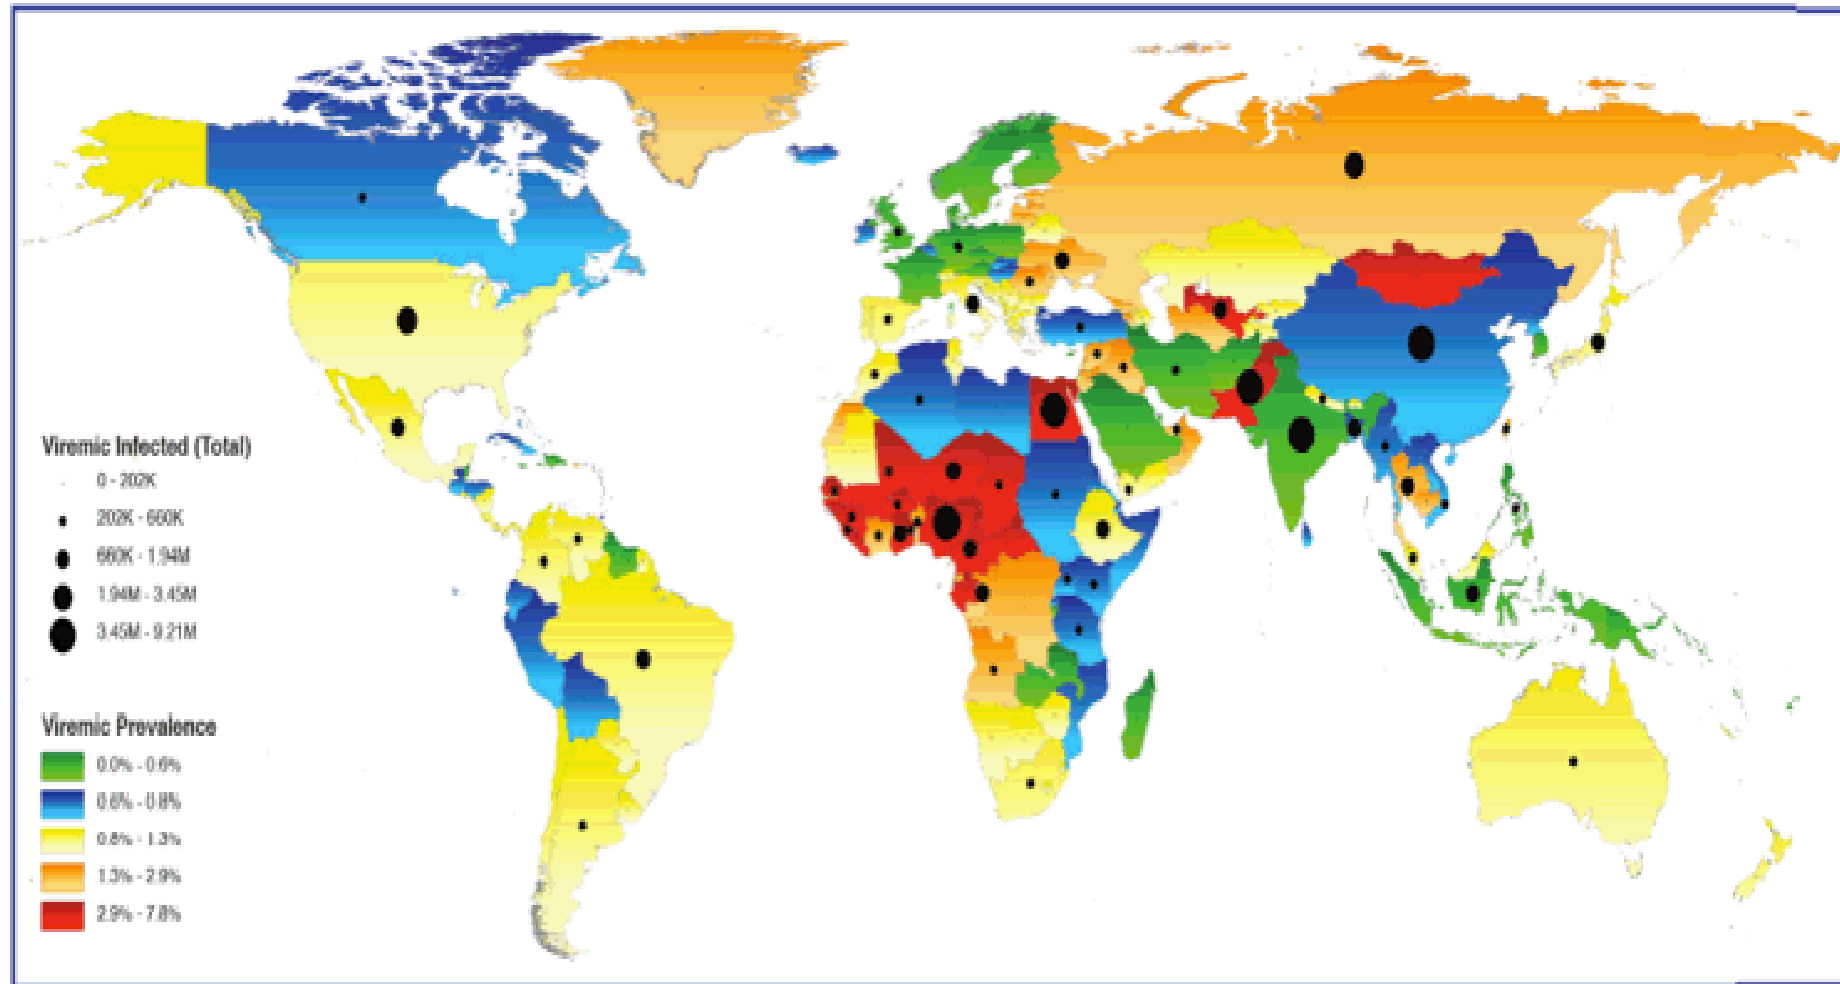 Viremic Infected (Total)
0 - 202K
202K - 660K
660K - 1.94M
1.94M - 3.45M
3.45M - 9.21M
Viremic Prevalence
0.0% - 0.6%
0.6% - 0.8%
0.8% - 1.3%
1.3% - 2.9%
2.9% - 7.8%